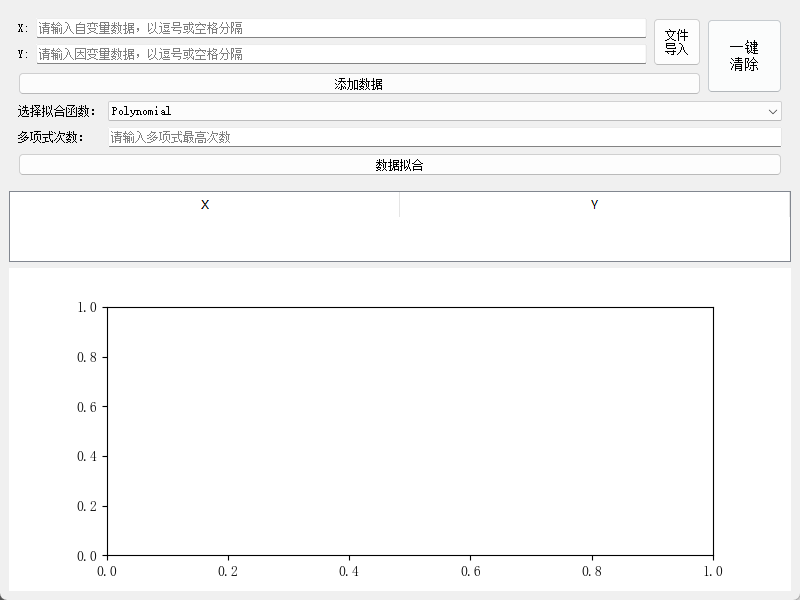 X: 请输入自变量数据，以逗号或空格分隔
Y: 请输入因变量数据，以逗号或空格分隔
文件
导入
一键
清除
添加数据
选择拟合函数: Polynomial
多项式次数: 请输入多项式最高次数
数据拟合
X Y
1.0
0.8
0.6
0.4
0.2
0.0
0.0 0.2 0.4 0.6 0.8 1.0